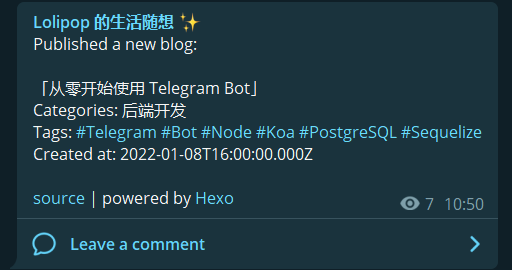 Lolipop 的生活随想 ✨
Published a new blog:
「从零开始使用 Telegram Bot」
Categories: 后端开发
Tags: #Telegram #Bot #Node #Koa #PostgreSQL #Sequelize
Created at: 2022-01-08T16:00:00.000Z
source | powered by Hexo
7 10:50
Leave a comment